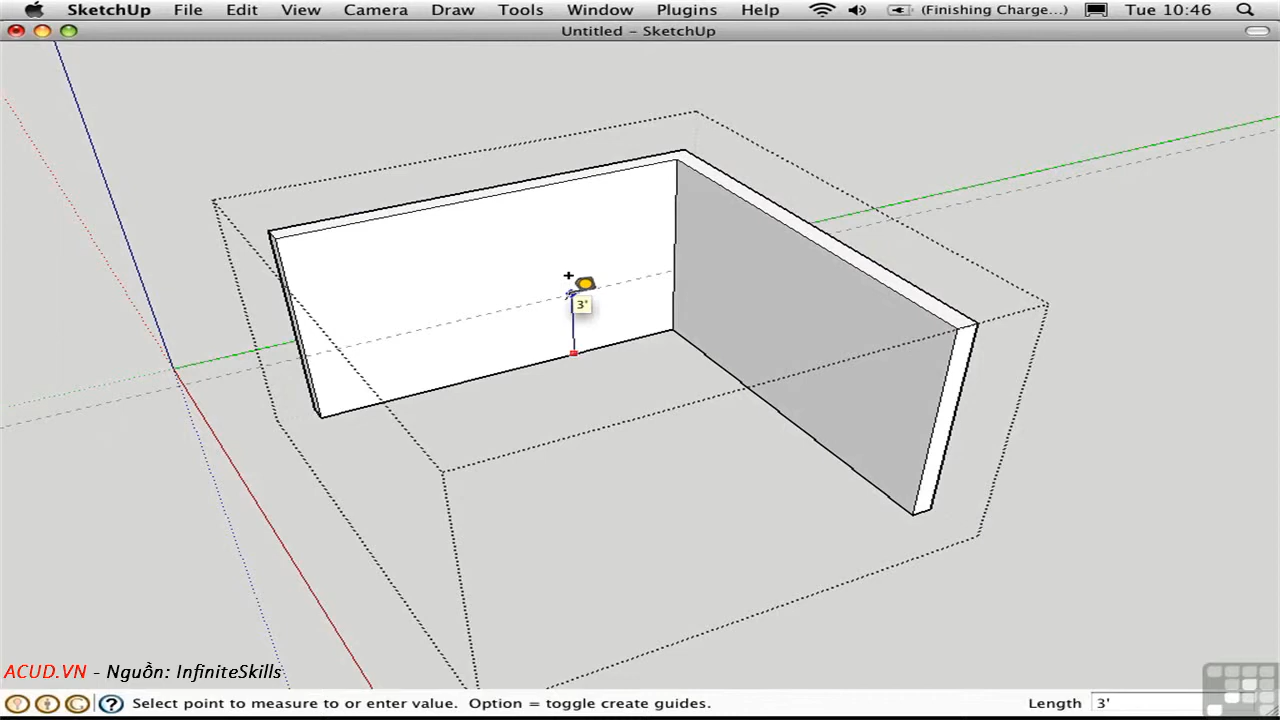 SketchUp File Edit View Camera Draw Tools Window Plugins Help (Finishing Charge...) Tue 10:46
Untitled – SketchUp
3'
ACUD.VN - Nguồn: InfiniteSkills
Select point to measure to or enter value. Option = toggle create guides. Length 3'